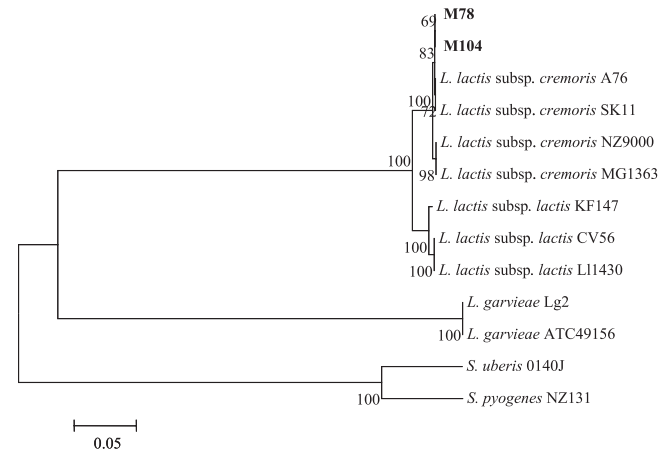 69 M78
83 M104
L. lactis subsp. cremoris A76
100 72 L. lactis subsp. cremoris SK11
L. lactis subsp. cremoris NZ9000
100 98 L. lactis subsp. cremoris MG1363
L. lactis subsp. lactis KF147
100 L. lactis subsp. lactis CV56
100 L. lactis subsp. lactis Ll1430
L. garvieae Lg2
100 L. garvieae ATC49156
S. uberis 0140J
100 S. pyogenes NZ131
0.05